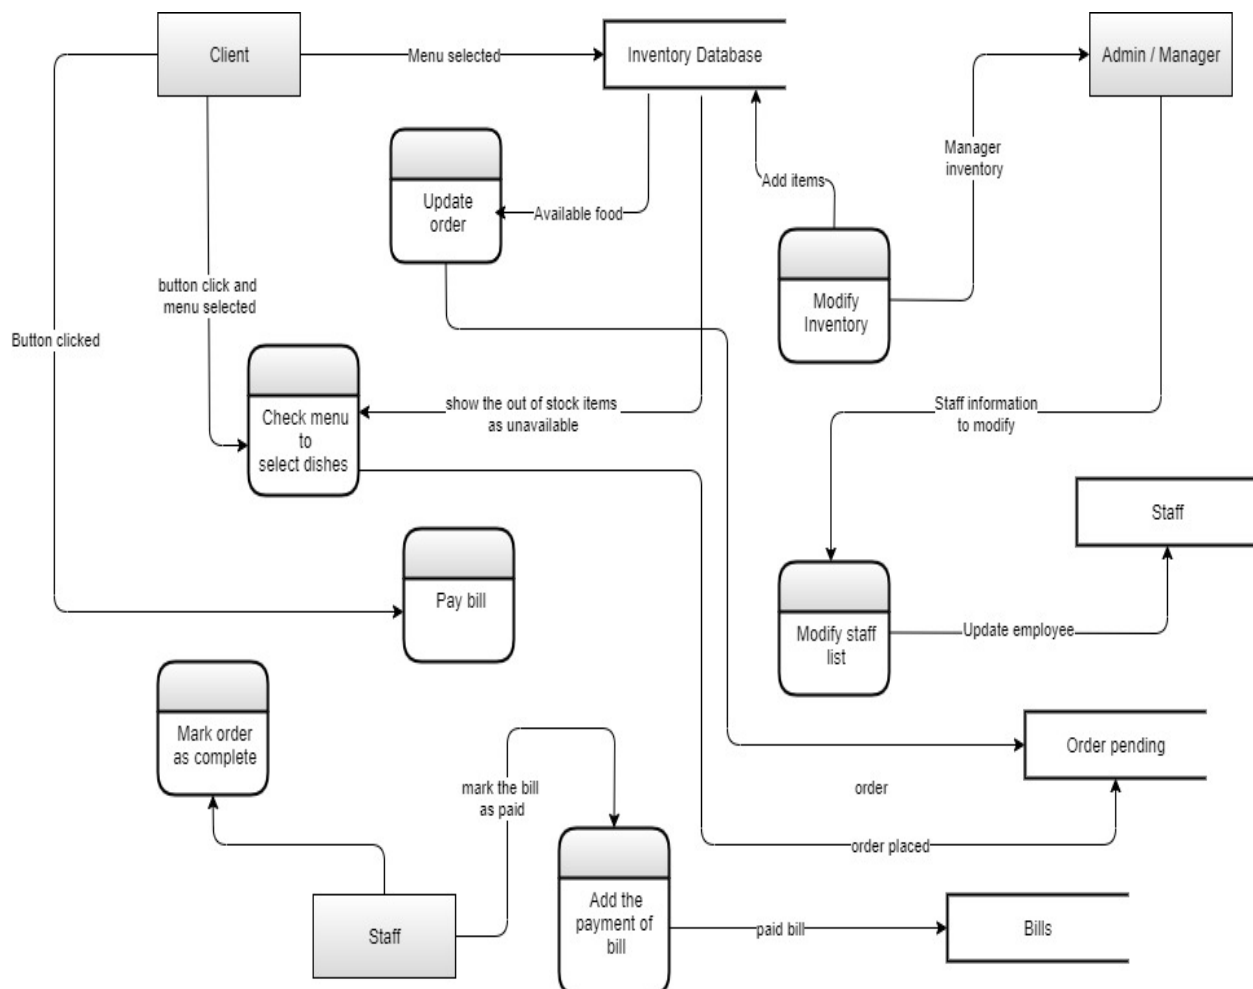 Client
Menu selected
Inventory Database
Admin / Manager
Manager
inventory
Add items
Update
order
Available food
button click and
menu selected
Modify
Inventory
Button clicked
Check menu
to
select dishes
show the out of stock items
as unavailable
Staff information
to modify
Staff
Pay bill
Modify staff
list
Update employee
Mark order
as complete
Order pending
mark the bill
as paid
order
order placed
Add the
payment of
bill
paid bill
Bills
Staff